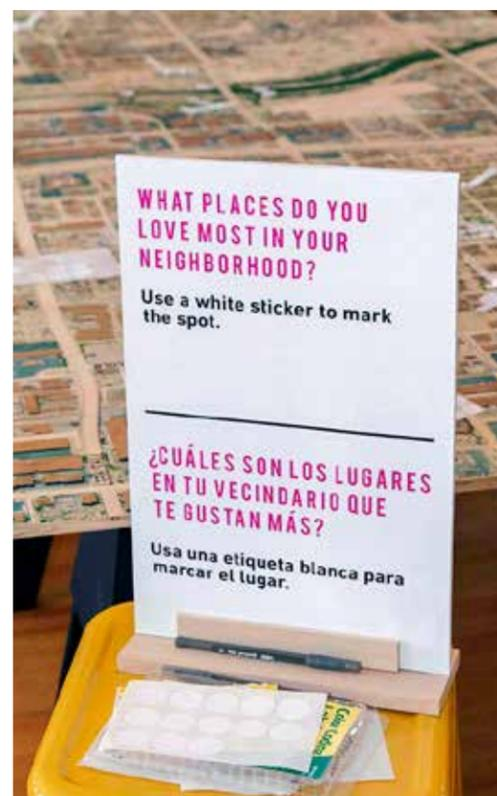 WHAT PLACES DO YOU
LOVE MOST IN YOUR
NEIGHBORHOOD?
Use a white sticker to mark
the spot.
¿CUÁLES SON LOS LUGARES
EN TU VECINDARIO QUE
TE GUSTAN MÁS?
Usa una etiqueta blanca para
marcar el lugar.